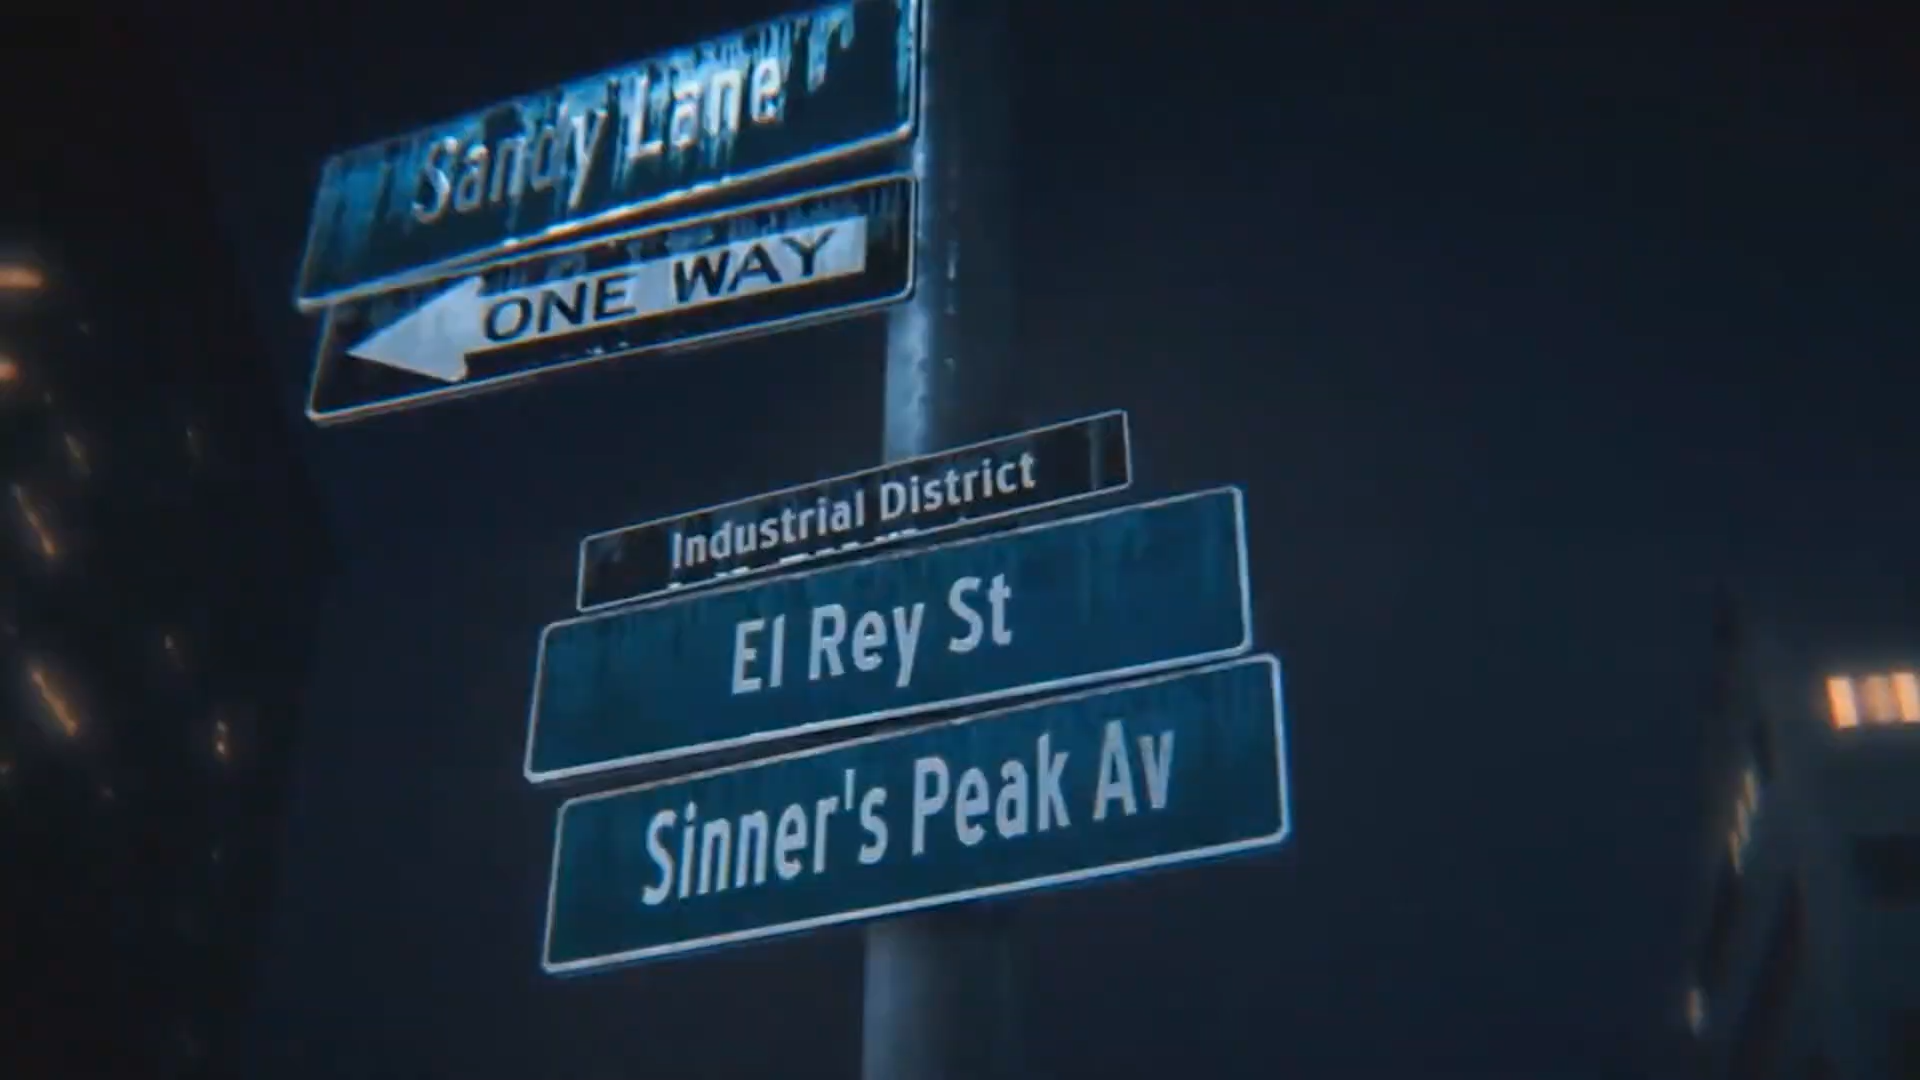 Sandy Lane
ONE WAY
Industrial District
El Rey St
Sinner's Peak Av